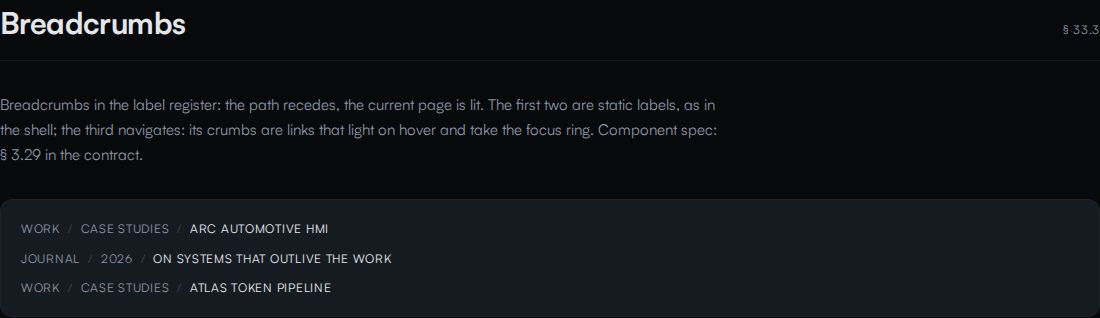 Breadcrumbs
§ 33.3
Breadcrumbs in the label register: the path recedes, the current page is lit. The first two are static labels, as in
the shell; the third navigates: its crumbs are links that light on hover and take the focus ring. Component spec:
§ 3.29 in the contract.
WORK / CASE STUDIES / ARC AUTOMOTIVE HMI
JOURNAL / 2026 / ON SYSTEMS THAT OUTLIVE THE WORK
WORK / CASE STUDIES / ATLAS TOKEN PIPELINE